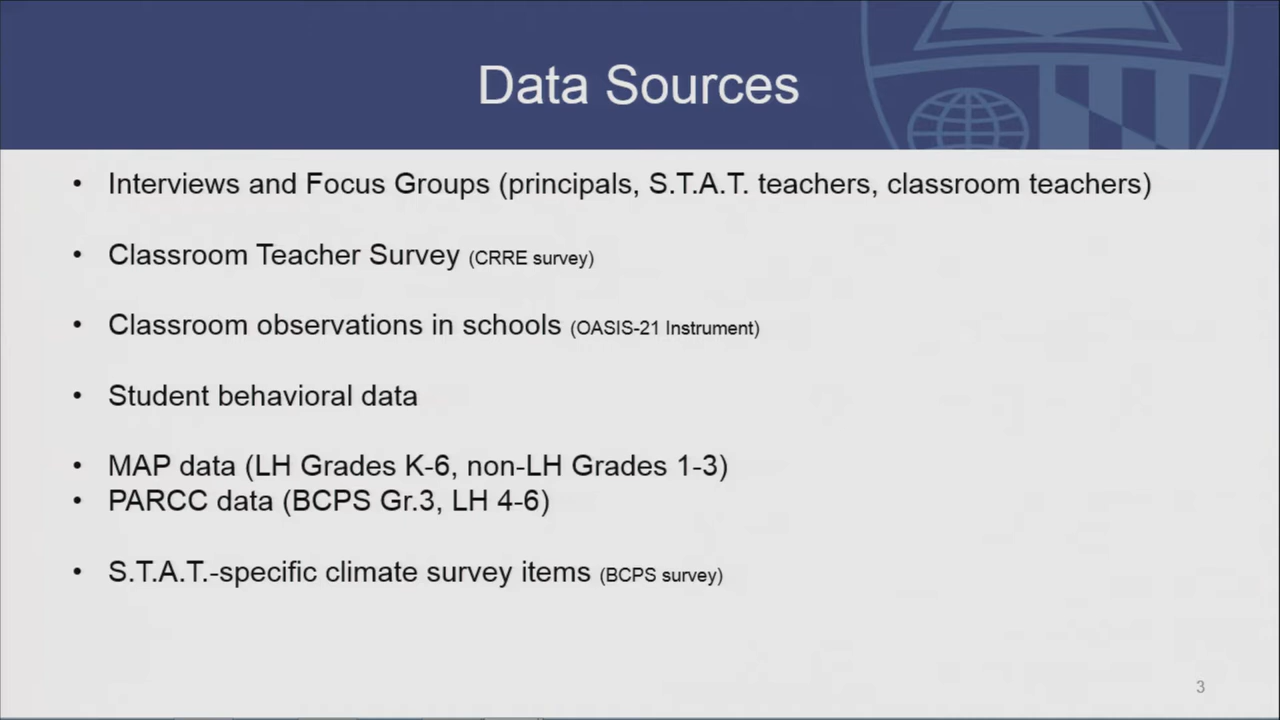 Data Sources
• Interviews and Focus Groups (principals, S.T.A.T. teachers, classroom teachers)
• Classroom Teacher Survey (CRRE survey)
• Classroom observations in schools (OASIS-21 Instrument)
• Student behavioral data
• MAP data (LH Grades K-6, non-LH Grades 1-3)
• PARCC data (BCPS Gr.3, LH 4-6)
• S.T.A.T.-specific climate survey items (BCPS survey)
3